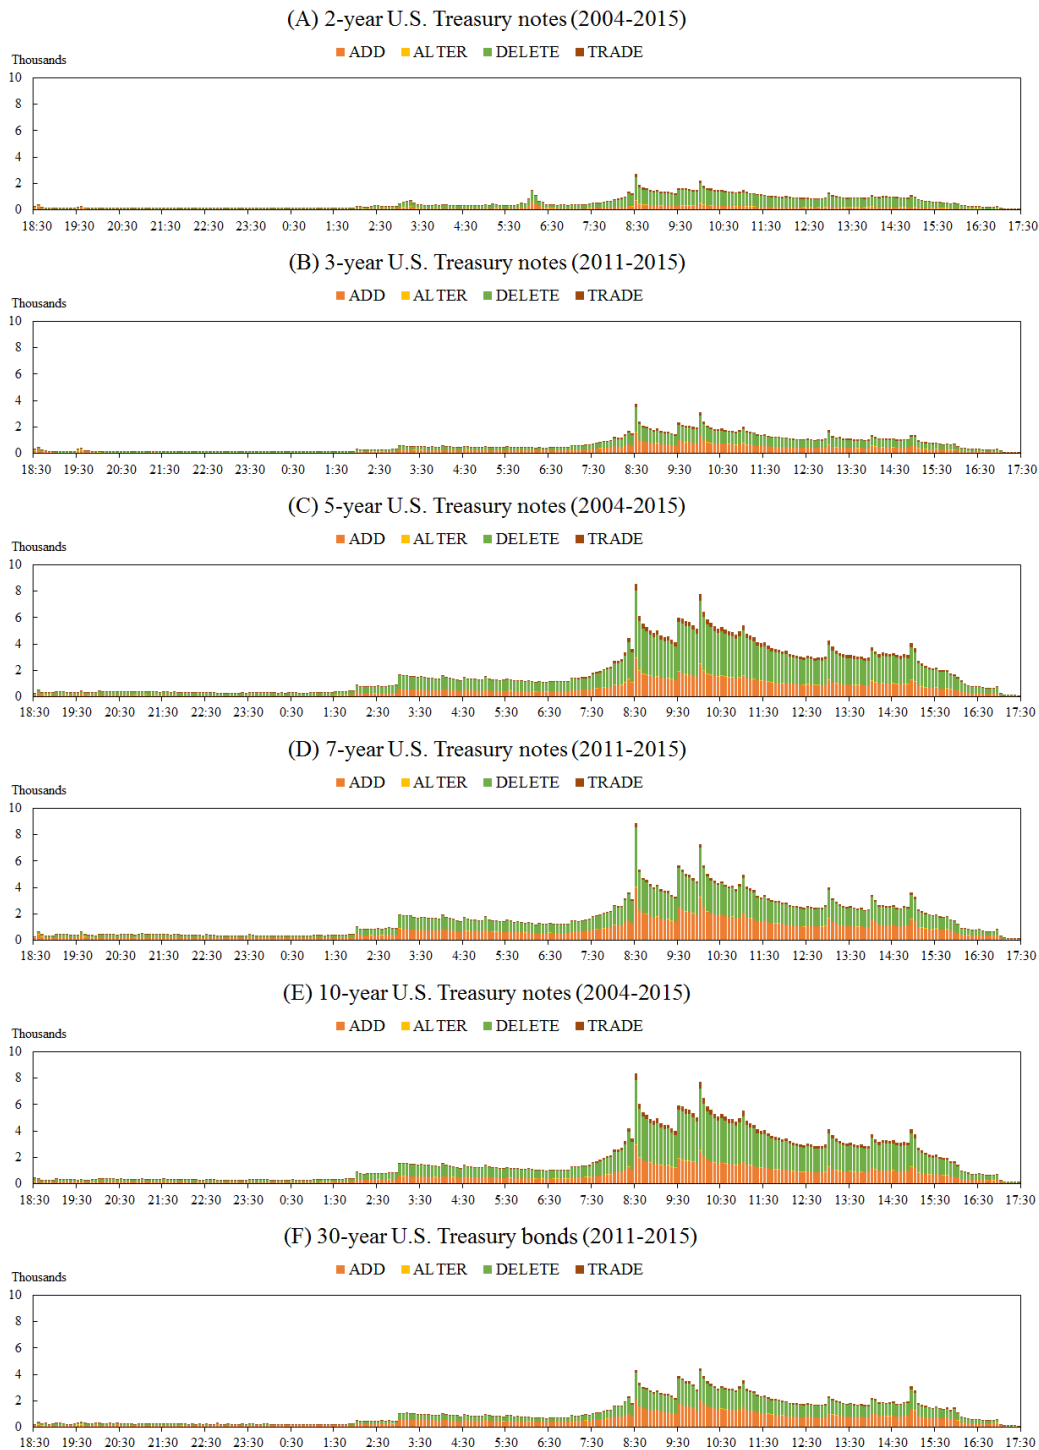 (A) 2-year U.S. Treasury notes (2004-2015)
ADD ALTER DELETE TRADE
Thousands
10
8
6
4
2
0
18:30 19:30 20:30 21:30 22:30 23:30 0:30 1:30 2:30 3:30 4:30 5:30 6:30 7:30 8:30 9:30 10:30 11:30 12:30 13:30 14:30 15:30 16:30 17:30
(B) 3-year U.S. Treasury notes (2011-2015)
ADD ALTER DELETE TRADE
Thousands
10
8
6
4
2
0
18:30 19:30 20:30 21:30 22:30 23:30 0:30 1:30 2:30 3:30 4:30 5:30 6:30 7:30 8:30 9:30 10:30 11:30 12:30 13:30 14:30 15:30 16:30 17:30
(C) 5-year U.S. Treasury notes (2004-2015)
ADD ALTER DELETE TRADE
Thousands
10
8
6
4
2
0
18:30 19:30 20:30 21:30 22:30 23:30 0:30 1:30 2:30 3:30 4:30 5:30 6:30 7:30 8:30 9:30 10:30 11:30 12:30 13:30 14:30 15:30 16:30 17:30
(D) 7-year U.S. Treasury notes (2011-2015)
ADD ALTER DELETE TRADE
Thousands
10
8
6
4
2
0
18:30 19:30 20:30 21:30 22:30 23:30 0:30 1:30 2:30 3:30 4:30 5:30 6:30 7:30 8:30 9:30 10:30 11:30 12:30 13:30 14:30 15:30 16:30 17:30
(E) 10-year U.S. Treasury notes (2004-2015)
ADD ALTER DELETE TRADE
Thousands
10
8
6
4
2
0
18:30 19:30 20:30 21:30 22:30 23:30 0:30 1:30 2:30 3:30 4:30 5:30 6:30 7:30 8:30 9:30 10:30 11:30 12:30 13:30 14:30 15:30 16:30 17:30
(F) 30-year U.S. Treasury bonds (2011-2015)
ADD ALTER DELETE TRADE
Thousands
10
8
6
4
2
0
18:30 19:30 20:30 21:30 22:30 23:30 0:30 1:30 2:30 3:30 4:30 5:30 6:30 7:30 8:30 9:30 10:30 11:30 12:30 13:30 14:30 15:30 16:30 17:30